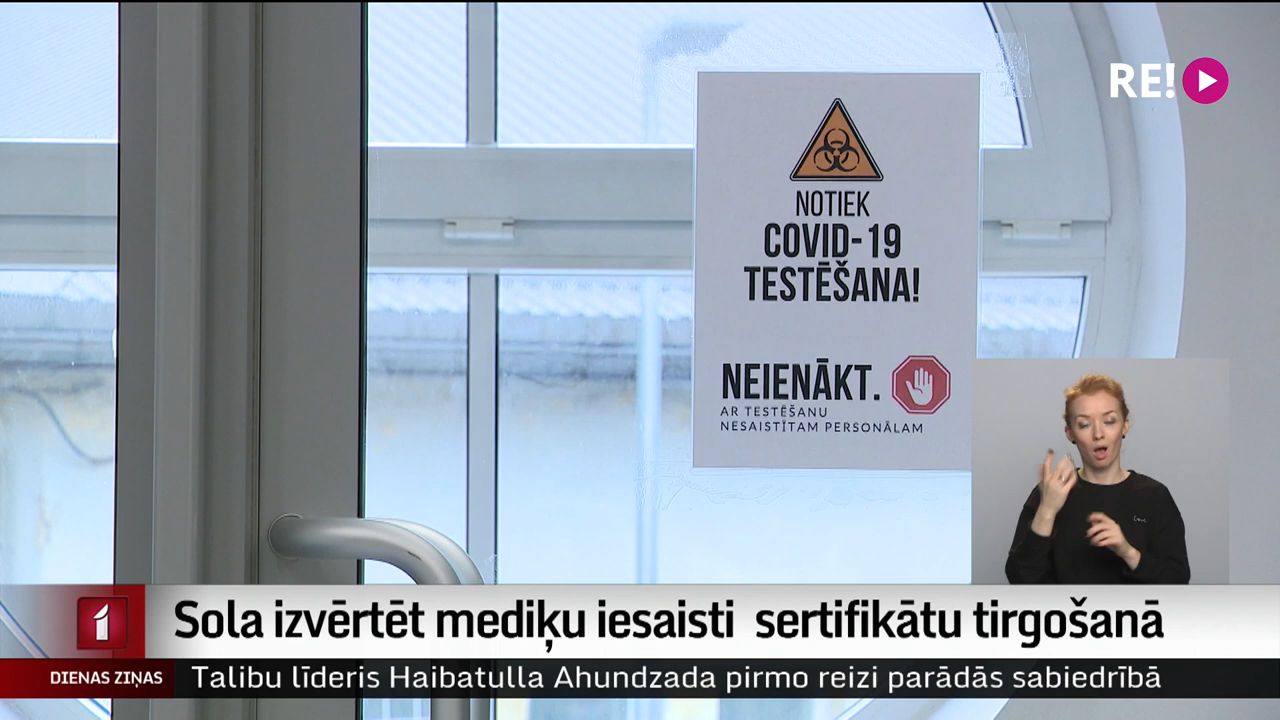 RE!
NOTIEK
COVID-19
TESTĒŠANA!
NEIENĀKT.
AR TESTĒŠANU
NESAISTĪTAM PERSONĀLAM
1
Sola izvērtēt mediķu iesaisti sertifikātu tirgošanā
DIENAS ZIŅAS
Talibu līderis Haibatulla Ahundzada pirmo reizi parādās sabiedrībā